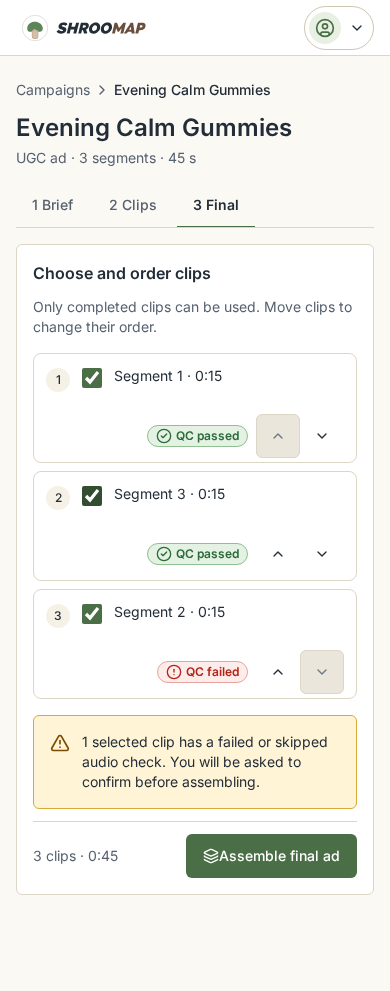 SHROOMAP
Campaigns > Evening Calm Gummies
Evening Calm Gummies
UGC ad · 3 segments · 45 s
1 Brief 2 Clips 3 Final
Choose and order clips
Only completed clips can be used. Move clips to
change their order.
1 Segment 1 · 0:15
QC passed
2 Segment 3 · 0:15
QC passed
3 Segment 2 · 0:15
QC failed
1 selected clip has a failed or skipped
audio check. You will be asked to
confirm before assembling.
3 clips · 0:45 Assemble final ad